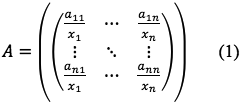 A = ( ( a₁₁/x₁ ⋯ a₁ₙ/xₙ
⋮ ⋱ ⋮
aₙ₁/x₁ ⋯ aₙₙ/xₙ ) ) (1)